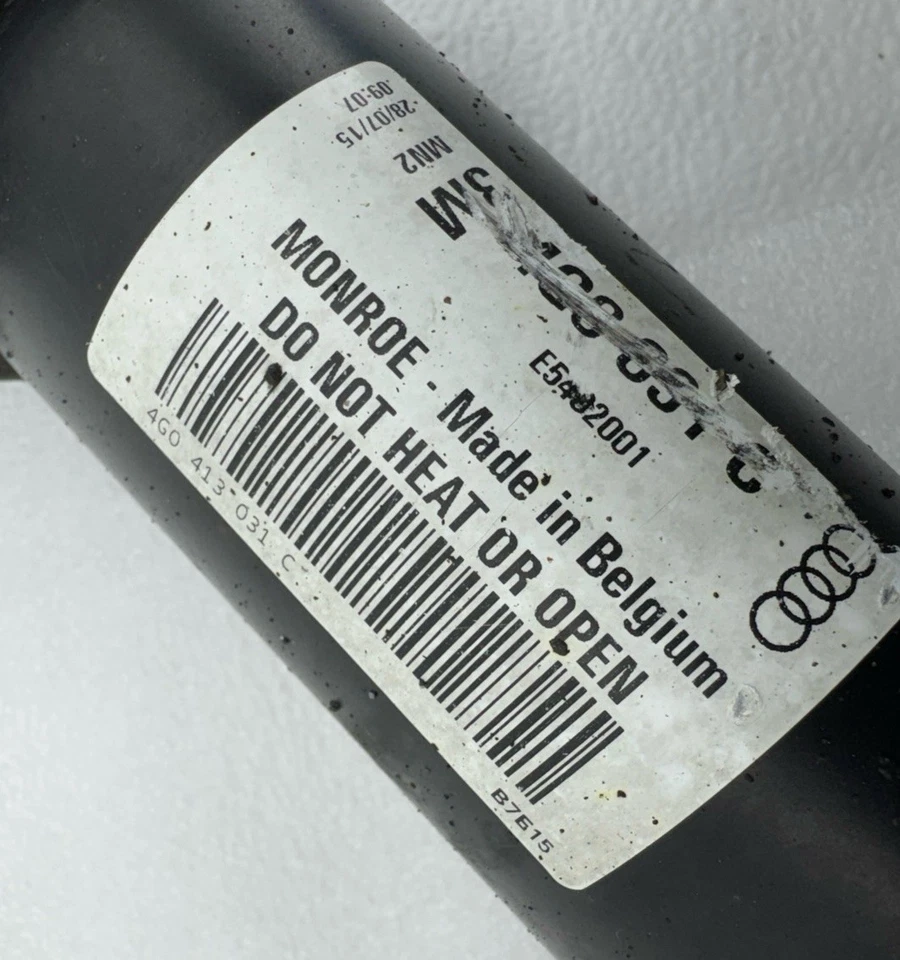 09:07
28/07/15
MN2
M
E5482001
MONROE - Made in Belgium
DO NOT HEAT OR OPEN
4G0 413 031 C
B7615